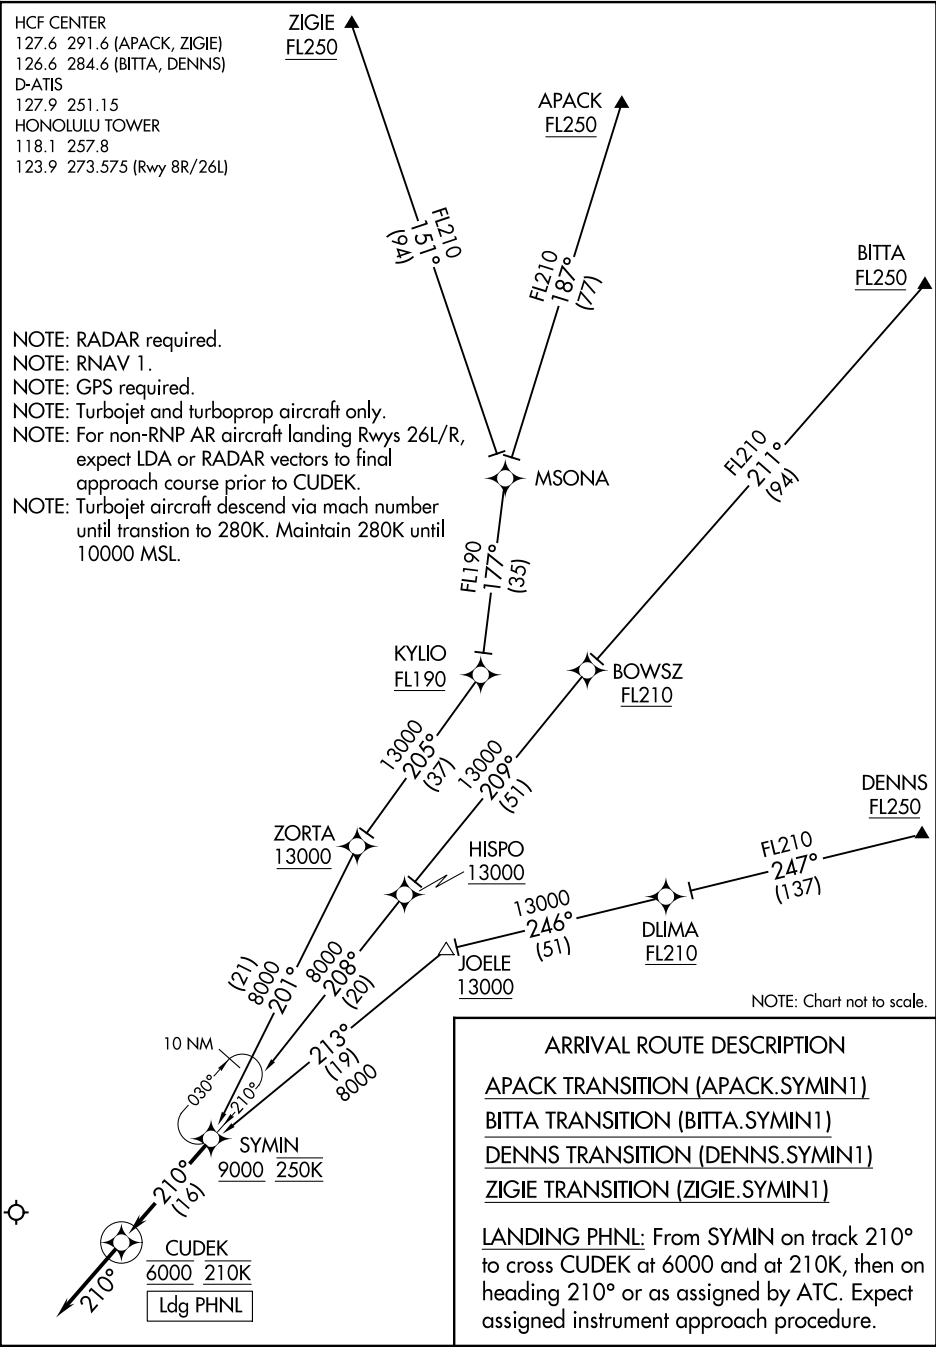 HCF CENTER
127.6 291.6 (APACK, ZIGIE)
126.6 284.6 (BITTA, DENNS)
D-ATIS
127.9 251.15
HONOLULU TOWER
118.1 257.8
123.9 273.575 (Rwy 8R/26L)
ZIGIE
FL250
APACK
FL250
BITTA
FL250
FL210
151°
(94)
FL210
187°
(77)
FL210
211°
(94)
NOTE: RADAR required.
NOTE: RNAV 1.
NOTE: GPS required.
NOTE: Turbojet and turboprop aircraft only.
NOTE: For non-RNP AR aircraft landing Rwys 26L/R,
expect LDA or RADAR vectors to final
approach course prior to CUDEK.
NOTE: Turbojet aircraft descend via mach number
until transtion to 280K. Maintain 280K until
10000 MSL.
MSONA
FL190
177°
(35)
KYLIO
FL190
BOWSZ
FL210
13000
205°
(37)
13000
209°
(51)
ZORTA
13000
HISPO
13000
DENNS
FL250
FL210
247°
(137)
13000
246°
(51)
DLIMA
FL210
JOELE
13000
(21)
8000
201°
8000
208°
(20)
213°
(19)
8000
NOTE: Chart not to scale.
10 NM
030°
210°
SYMIN
9000 250K
210°
(16)
CUDEK
6000 210K
Ldg PHNL
210°
ARRIVAL ROUTE DESCRIPTION
APACK TRANSITION (APACK.SYMIN1)
BITTA TRANSITION (BITTA.SYMIN1)
DENNS TRANSITION (DENNS.SYMIN1)
ZIGIE TRANSITION (ZIGIE.SYMIN1)
LANDING PHNL: From SYMIN on track 210°
to cross CUDEK at 6000 and at 210K, then on
heading 210° or as assigned by ATC. Expect
assigned instrument approach procedure.